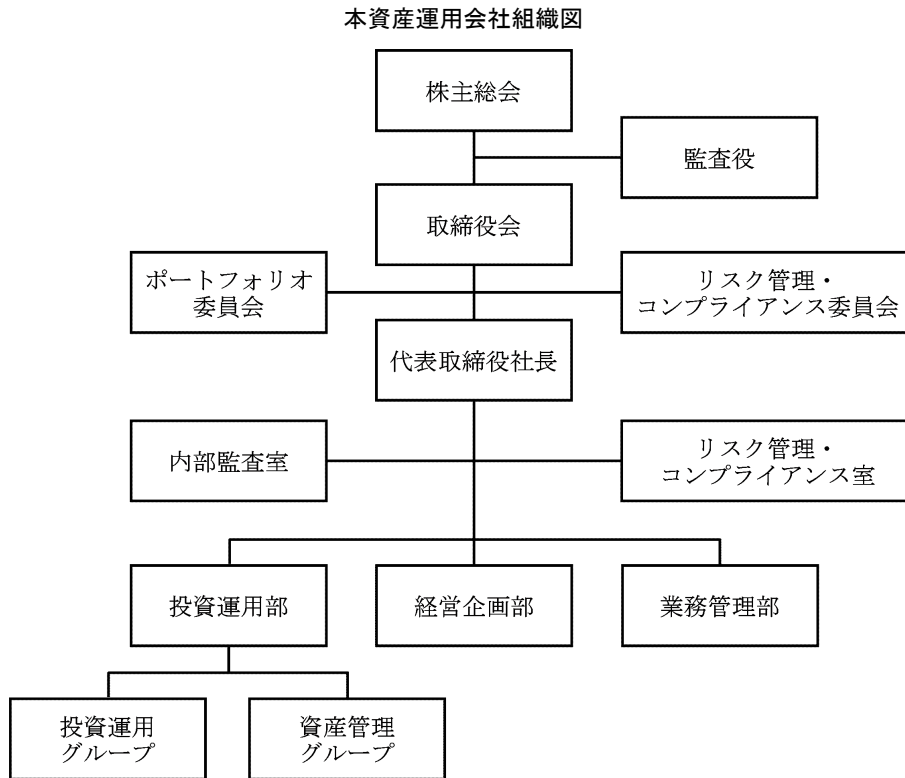 本資産運用会社組織図
株主総会
監査役
取締役会
ポートフォリオ
委員会
リスク管理・
コンプライアンス委員会
代表取締役社長
内部監査室
リスク管理・
コンプライアンス室
投資運用部
経営企画部
業務管理部
投資運用
グループ
資産管理
グループ